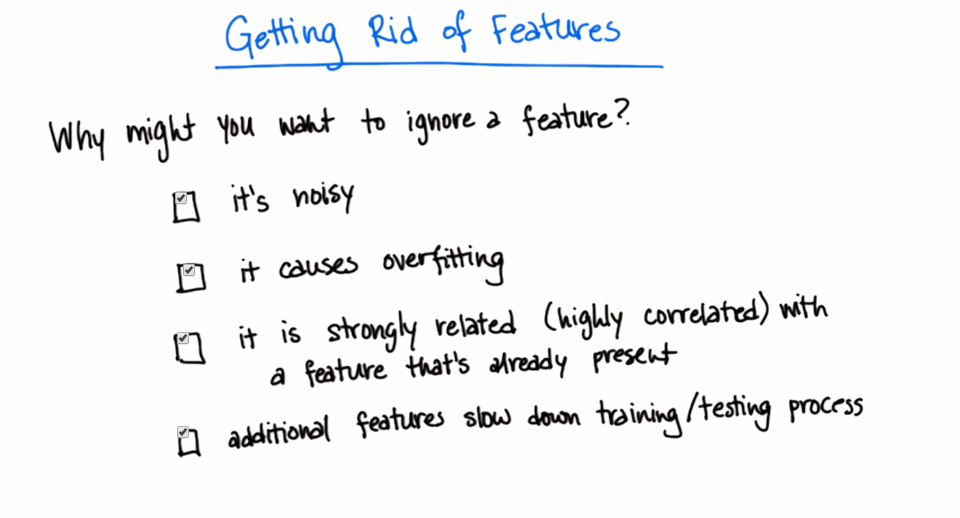 Getting Rid of Features
Why might you want to ignore a feature?
it's noisy
it causes overfitting
it is strongly related (highly correlated) with
a feature that's already present
additional features slow down training/testing process